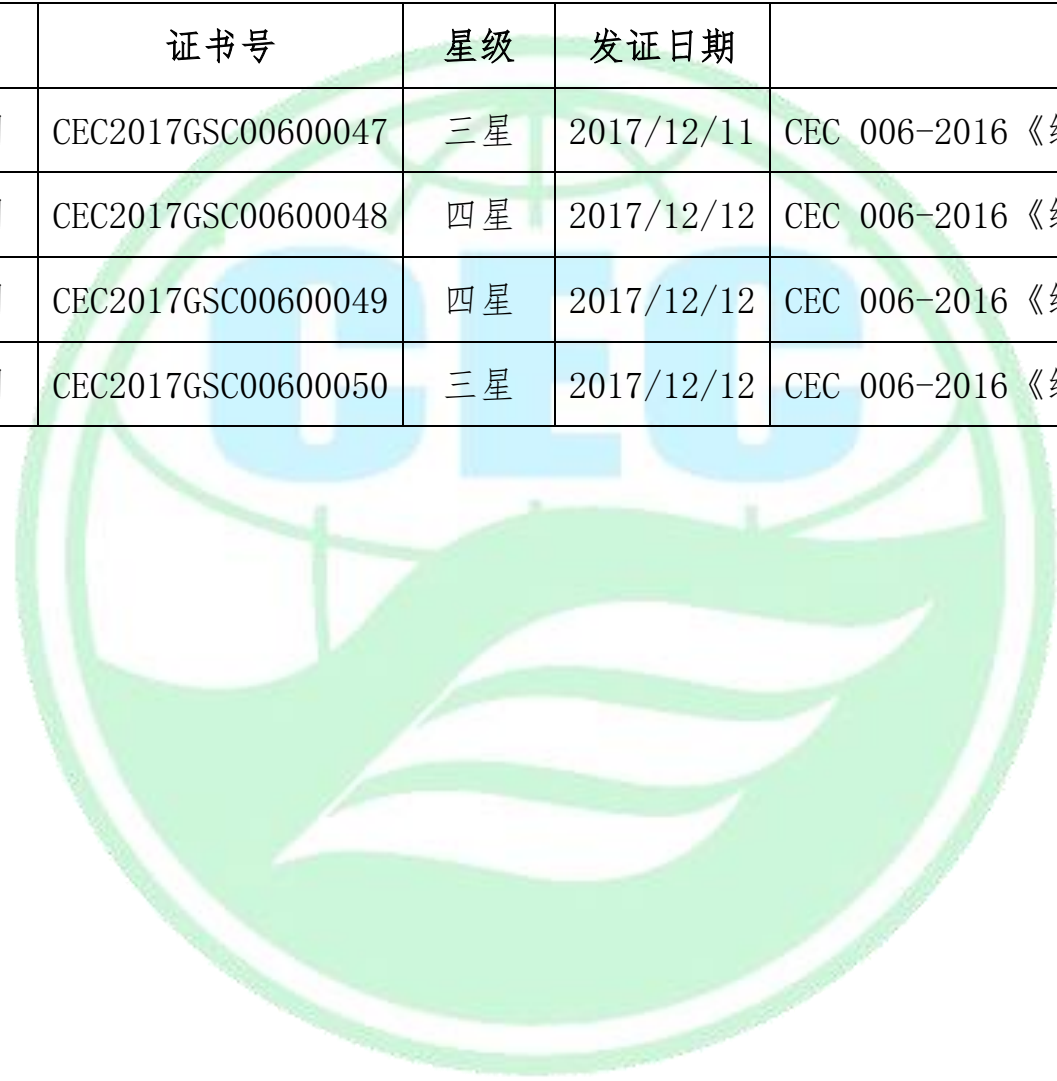 证书号 星级 发证日期
CEC2017GSC00600047 三星 2017/12/11 CEC 006-2016《
CEC2017GSC00600048 四星 2017/12/12 CEC 006-2016《
CEC2017GSC00600049 四星 2017/12/12 CEC 006-2016《
CEC2017GSC00600050 三星 2017/12/12 CEC 006-2016《
CEC